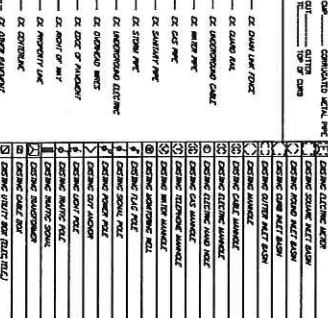 CORRUGATED METAL PIPE
GUTTER
TOP OF CURB
EX. CHAIN LINK FENCE
EX. GUARD RAIL
EX. UNDERGROUND CABLE
EX. WATER PIPE
EX. GAS PIPE
EX. SANITARY PIPE
EX. STORM PIPE
EX. UNDERGROUND ELECTRIC
EX. OVERHEAD WIRES
EX. EDGE OF PAVEMENT
EX. RIGHT OF WAY
EX. PROPERTY LINE
EX. CENTERLINE
EXISTING ELECTRIC METER
EXISTING SQUARE INLET BASIN
EXISTING ROUND INLET BASIN
EXISTING CURB INLET BASIN
EXISTING GUTTER INLET BASIN
EXISTING MANHOLE
EXISTING CABLE MANHOLE
EXISTING ELECTRIC MANHOLE
EXISTING ELECTRIC HAND HOLE
EXISTING GAS MANHOLE
EXISTING TELEPHONE MANHOLE
EXISTING WATER MANHOLE
EXISTING MONITORING WELL
EXISTING FLAG POLE
EXISTING SIGNAL POLE
EXISTING POWER POLE
EXISTING GUY ANCHOR
EXISTING LIGHT POLE
EXISTING TRAFFIC POLE
EXISTING TRAFFIC SIGNAL
EXISTING TRANSFORMER
EXISTING CABLE BOX
EXISTING UTILITY BOX (ELEC,TELE,)